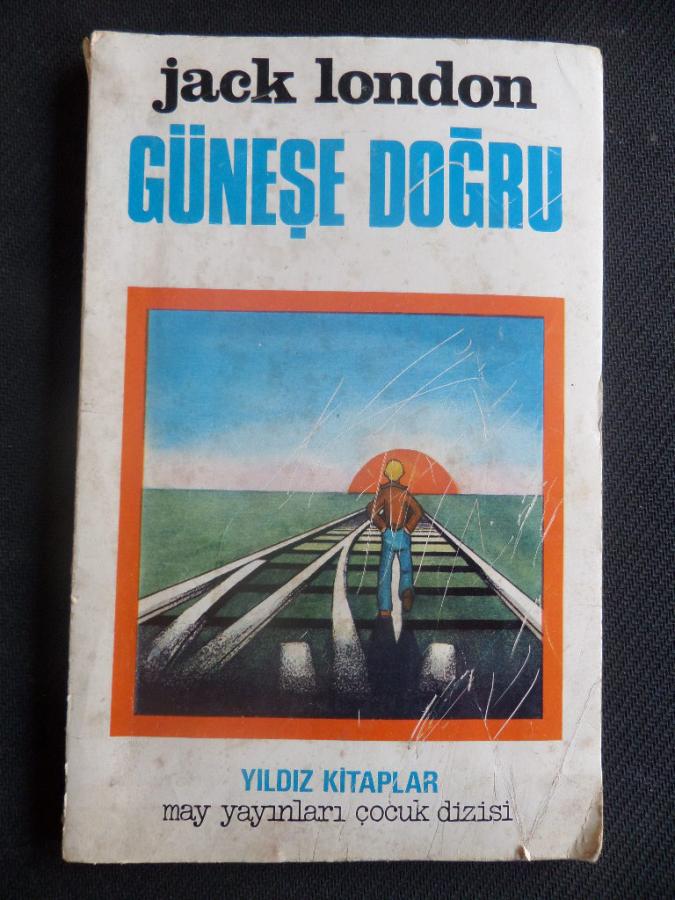 jack london
GÜNEŞE DOĞRU
YILDIZ KİTAPLAR
may yayınları çocuk dizisi